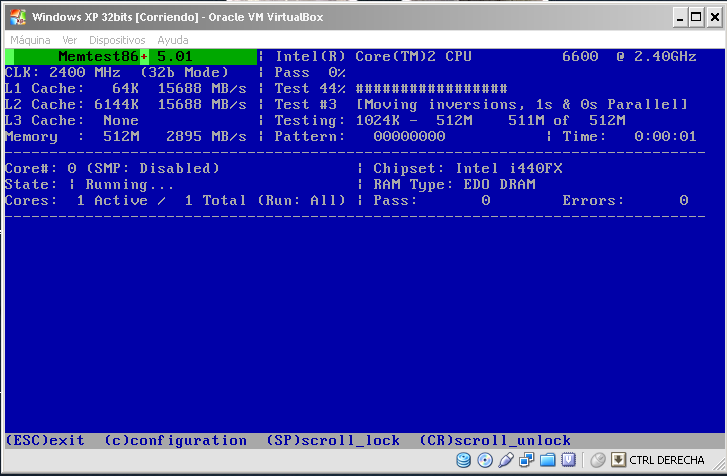 Windows XP 32bits [Corriendo] - Oracle VM VirtualBox
Máquina Ver Dispositivos Ayuda
Memtest86+ 5.01 | Intel(R) Core(TM)2 CPU 6600 @ 2.40GHz
CLK: 2400 MHz (32b Mode) | Pass 0%
L1 Cache: 64K 15688 MB/s | Test 44% #################
L2 Cache: 6144K 15688 MB/s | Test #3 [Moving inversions, 1s & 0s Parallel]
L3 Cache: None | Testing: 1024K - 512M 511M of 512M
Memory : 512M 2895 MB/s | Pattern: 00000000 | Time: 0:00:01
Core#: 0 (SMP: Disabled) | Chipset: Intel i440FX
State: | Running... | RAM Type: EDO DRAM
Cores: 1 Active / 1 Total (Run: All) | Pass: 0 Errors: 0
(ESC)exit (c)configuration (SP)scroll_lock (CR)scroll_unlock
CTRL DERECHA